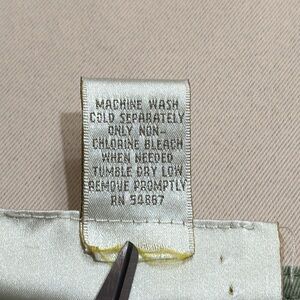 MACHINE WASH
COLD SEPARATELY
ONLY NON-
CHLORINE BLEACH
WHEN NEEDED
TUMBLE DRY LOW
REMOVE PROMPTLY
RN 54867